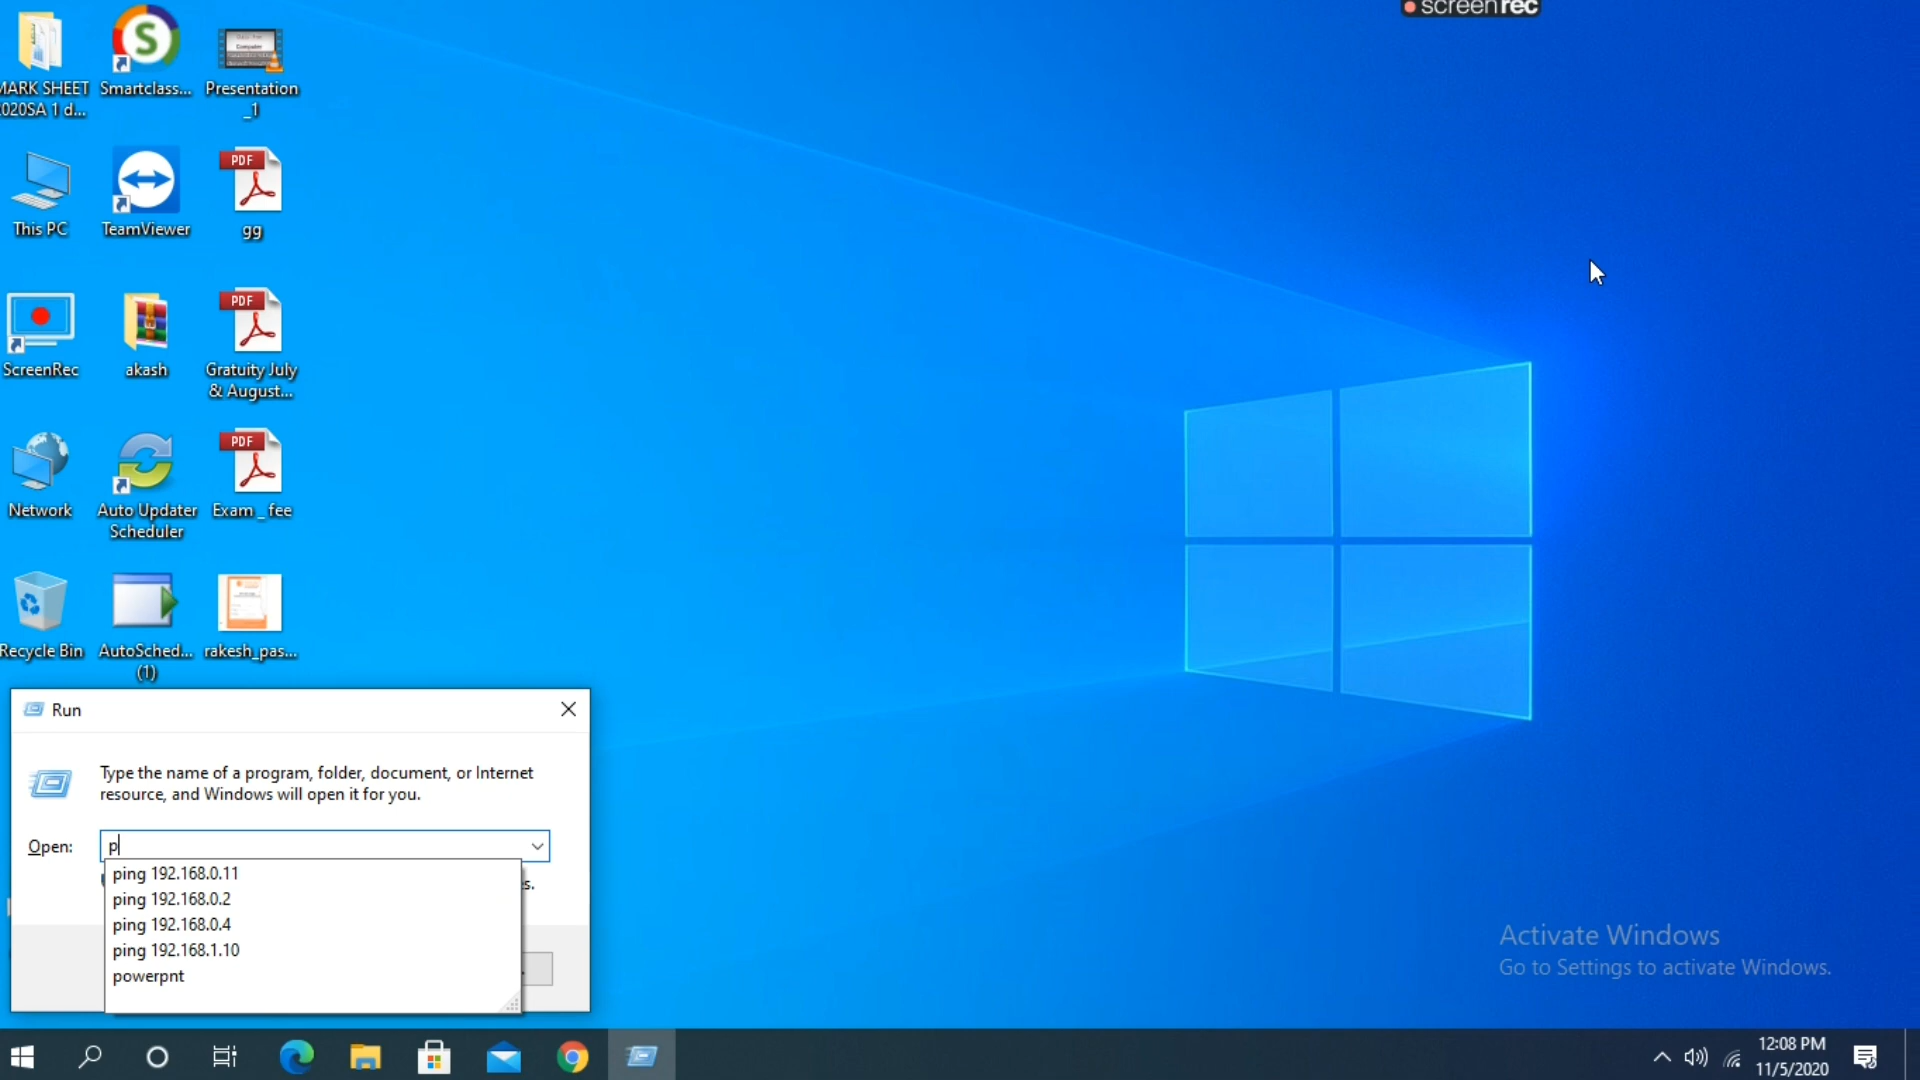 screenrec
MARK SHEET
2020SA 1 d...
Smartclass...
Presentation
_1
This PC
TeamViewer
PDF
gg
ScreenRec
akash
PDF
Gratuity July
& August...
Network
Auto Updater
Scheduler
PDF
Exam _ fee
Recycle Bin
AutoSched...
(1)
rakesh_pas...
Run
Type the name of a program, folder, document, or Internet
resource, and Windows will open it for you.
Open:
p
ping 192.168.0.11
ping 192.168.0.2
ping 192.168.0.4
ping 192.168.1.10
powerpnt
s.
Activate Windows
Go to Settings to activate Windows.
12:08 PM
11/5/2020